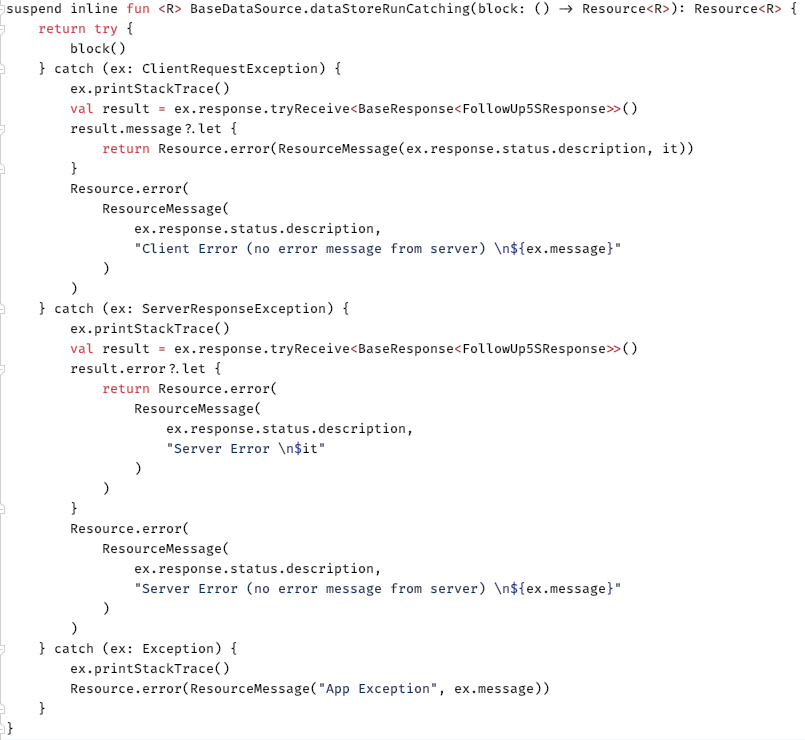 suspend inline fun <R> BaseDataSource.dataStoreRunCatching(block: () -> Resource<R>): Resource<R> {
    return try {
        block()
    } catch (ex: ClientRequestException) {
        ex.printStackTrace()
        val result = ex.response.tryReceive<BaseResponse<FollowUp5SResponse>>()
        result.message?.let {
            return Resource.error(ResourceMessage(ex.response.status.description, it))
        }
        Resource.error(
            ResourceMessage(
                ex.response.status.description,
                "Client Error (no error message from server) \n${ex.message}"
            )
        )
    } catch (ex: ServerResponseException) {
        ex.printStackTrace()
        val result = ex.response.tryReceive<BaseResponse<FollowUp5SResponse>>()
        result.error?.let {
            return Resource.error(
                ResourceMessage(
                    ex.response.status.description,
                    "Server Error \n$it"
                )
            )
        }
        Resource.error(
            ResourceMessage(
                ex.response.status.description,
                "Server Error (no error message from server) \n${ex.message}"
            )
        )
    } catch (ex: Exception) {
        ex.printStackTrace()
        Resource.error(ResourceMessage("App Exception", ex.message))
    }
}